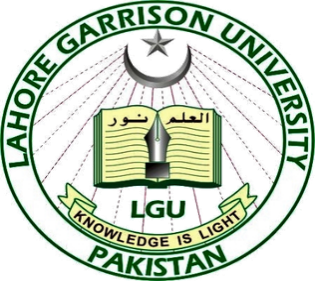 LAHORE GARRISON UNIVERSITY
العلم نور
LGU
KNOWLEDGE IS LIGHT
PAKISTAN